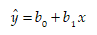 ŷ = b₀ + b₁x